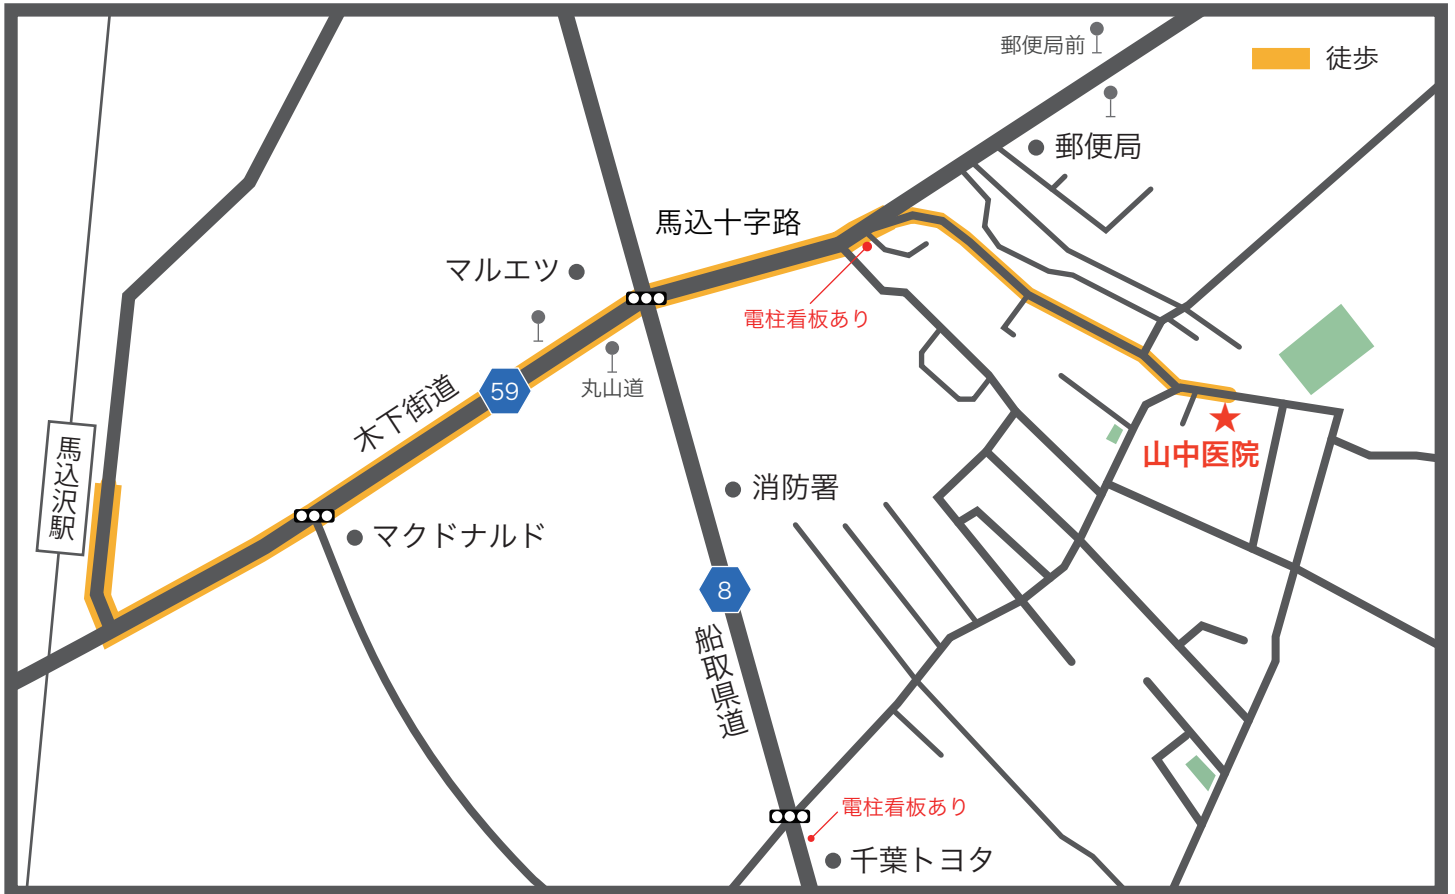 郵便局前
徒歩
郵便局
馬込十字路
マルエツ
電柱看板あり
丸山道
59
木下街道
馬込沢駅
山中医院
消防署
マクドナルド
8
船取県道
電柱看板あり
千葉トヨタ